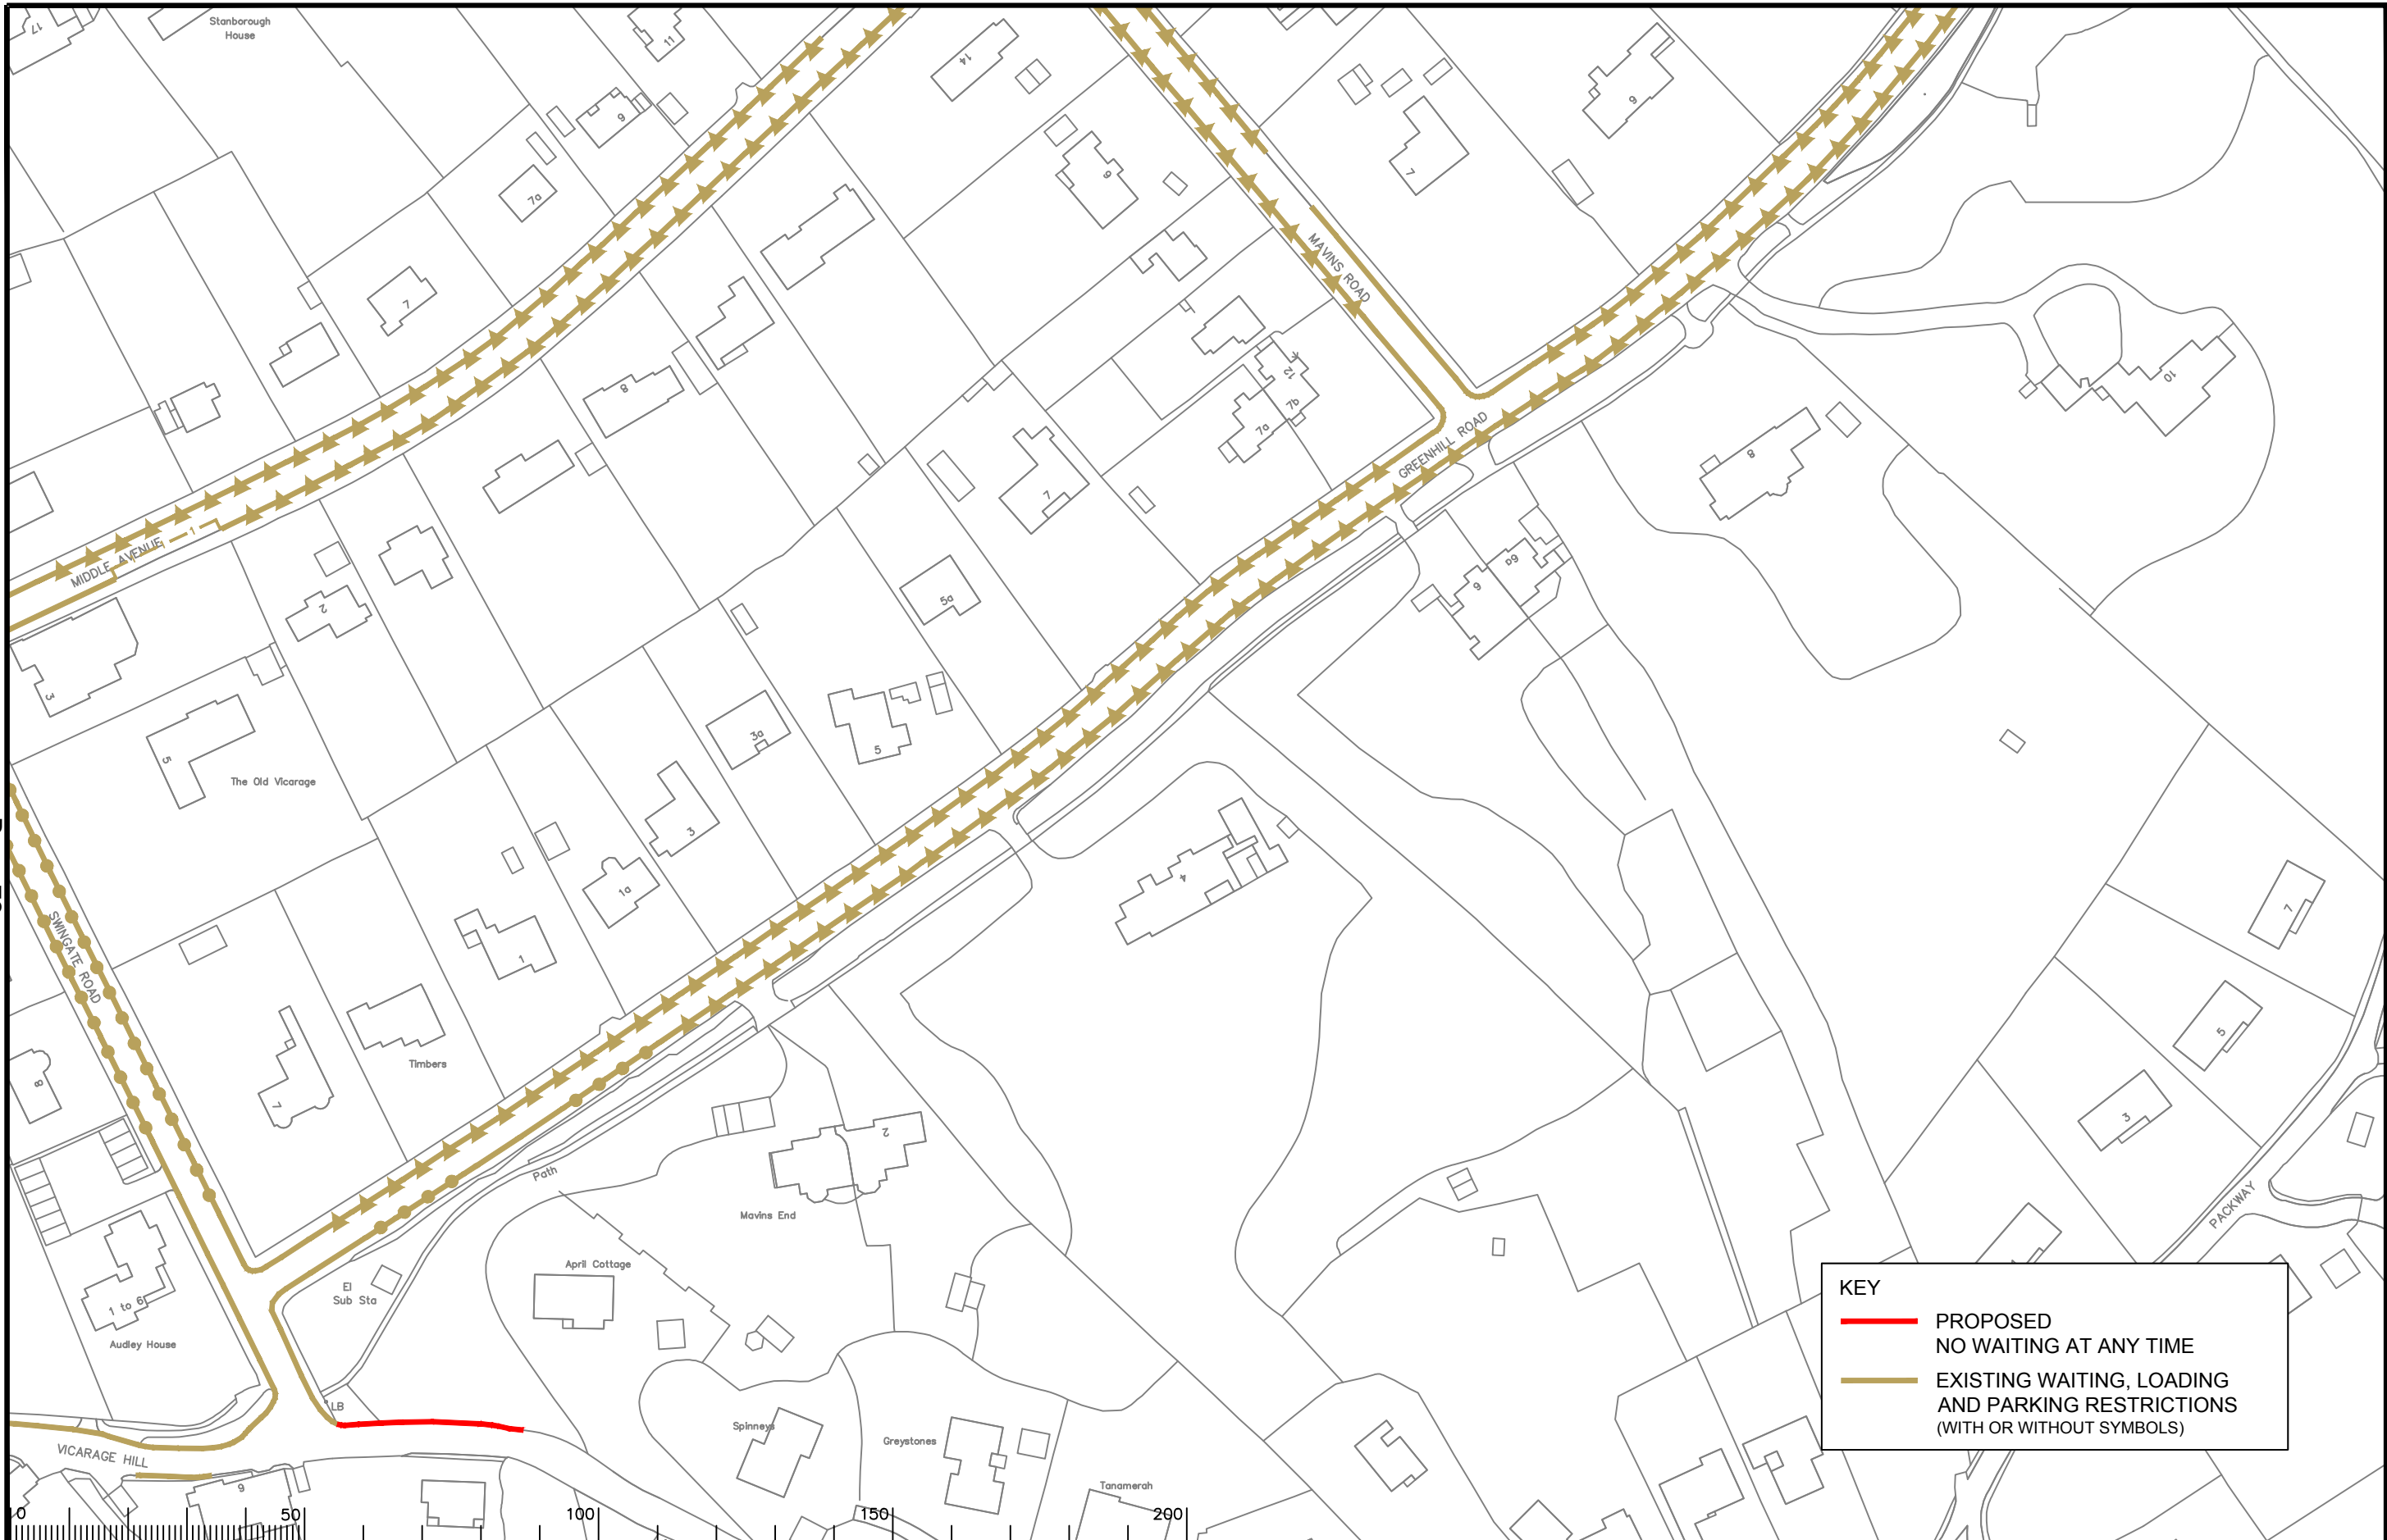 17
Stanborough
House
11
14
9
9
9
7a
7
7
MAVINS ROAD
8
12
7b
7a
GREENHILL ROAD
10
8
7
MIDDLE AVENUE
1
2
5a
6
6a
3
5
The Old Vicarage
3a
5
3
1a
4
7
SWINGATE ROAD
1
5
Timbers
8
7
3
2
Path
Mavins End
PACKWAY
April Cottage
El
Sub Sta
1 to 6
Audley House
LB
Spinneys
Greystones
VICARAGE HILL
9
Tanamerah
KEY
PROPOSED
NO WAITING AT ANY TIME
EXISTING WAITING, LOADING
AND PARKING RESTRICTIONS
(WITH OR WITHOUT SYMBOLS)
0
50
100
150
200